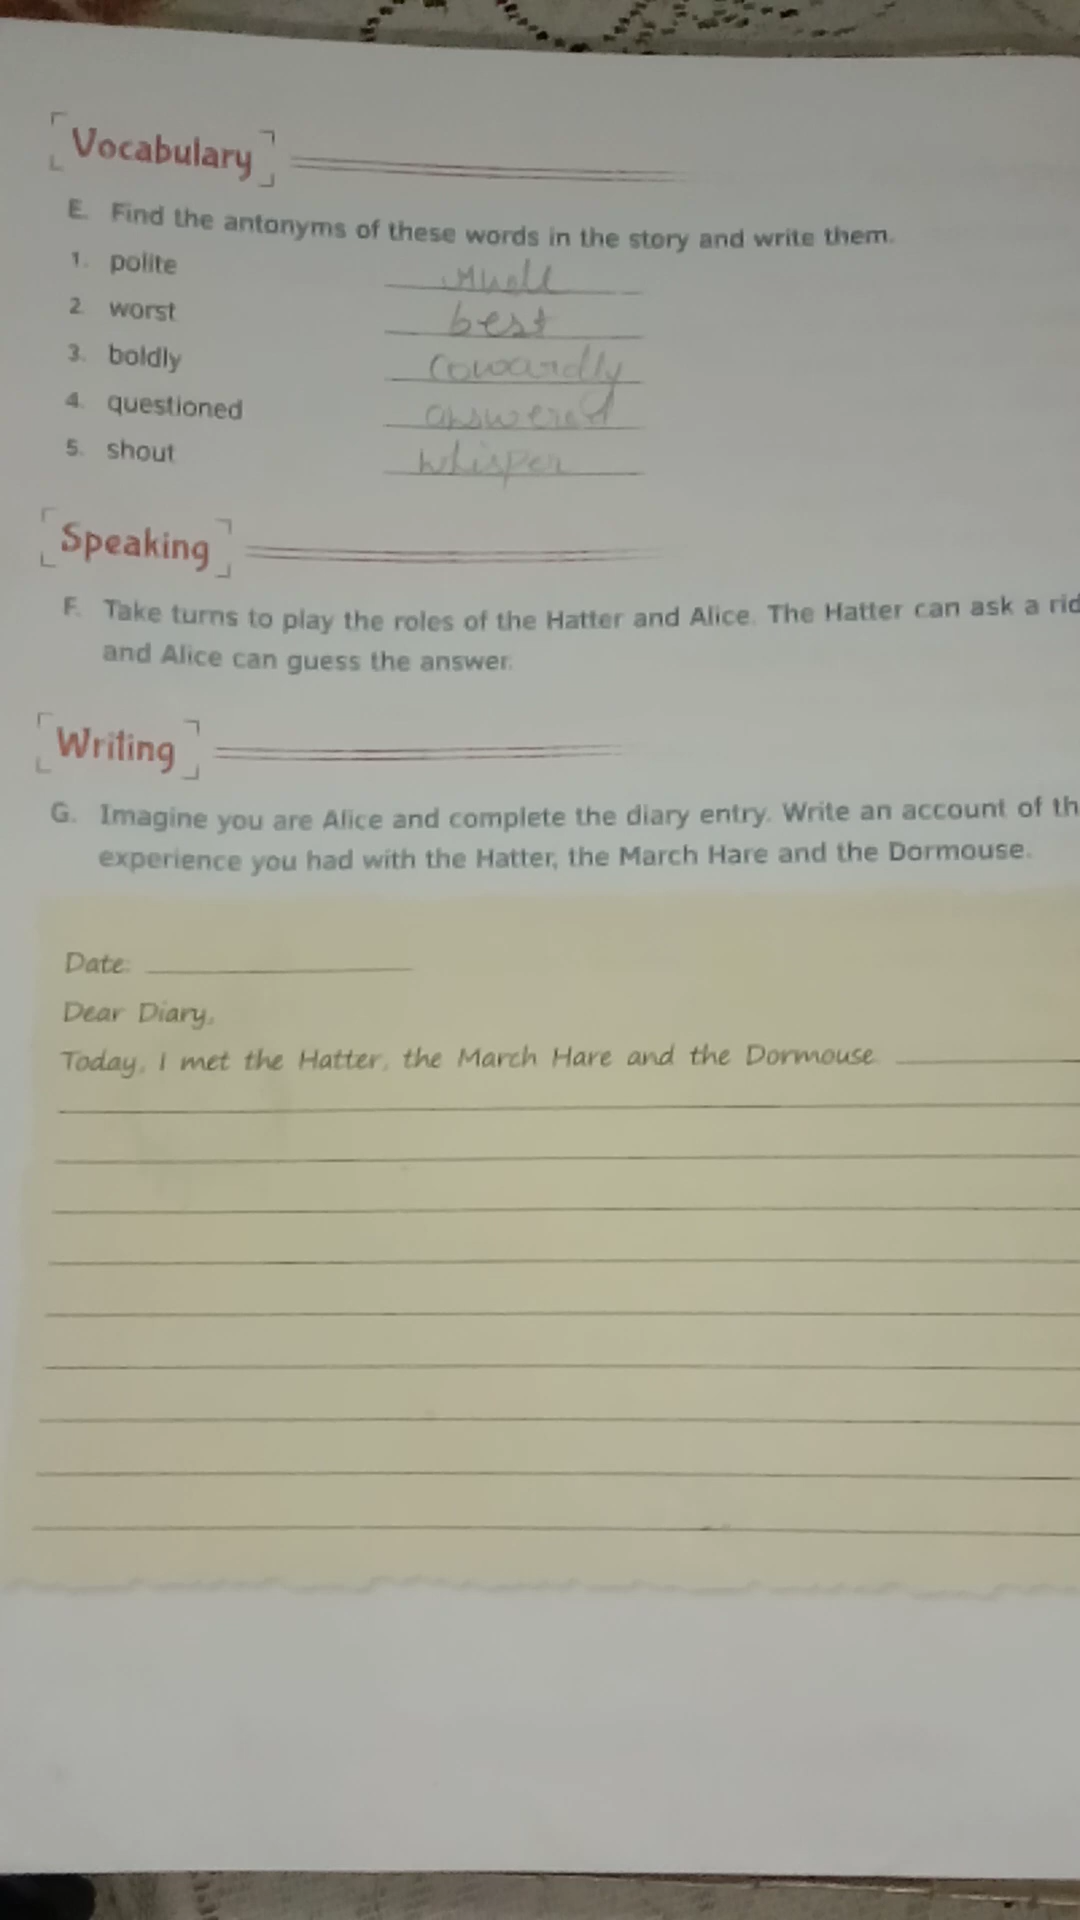 Vocabulary
E. Find the antonyms of these words in the story and write them.
1. polite
2. worst best
3. boldly cowardly
4. questioned answered
5. shout whisper
Speaking
F. Take turns to play the roles of the Hatter and Alice. The Hatter can ask a rid
and Alice can guess the answer.
Writing
G. Imagine you are Alice and complete the diary entry. Write an account of th
experience you had with the Hatter, the March Hare and the Dormouse.
Date:
Dear Diary,
Today, I met the Hatter, the March Hare and the Dormouse